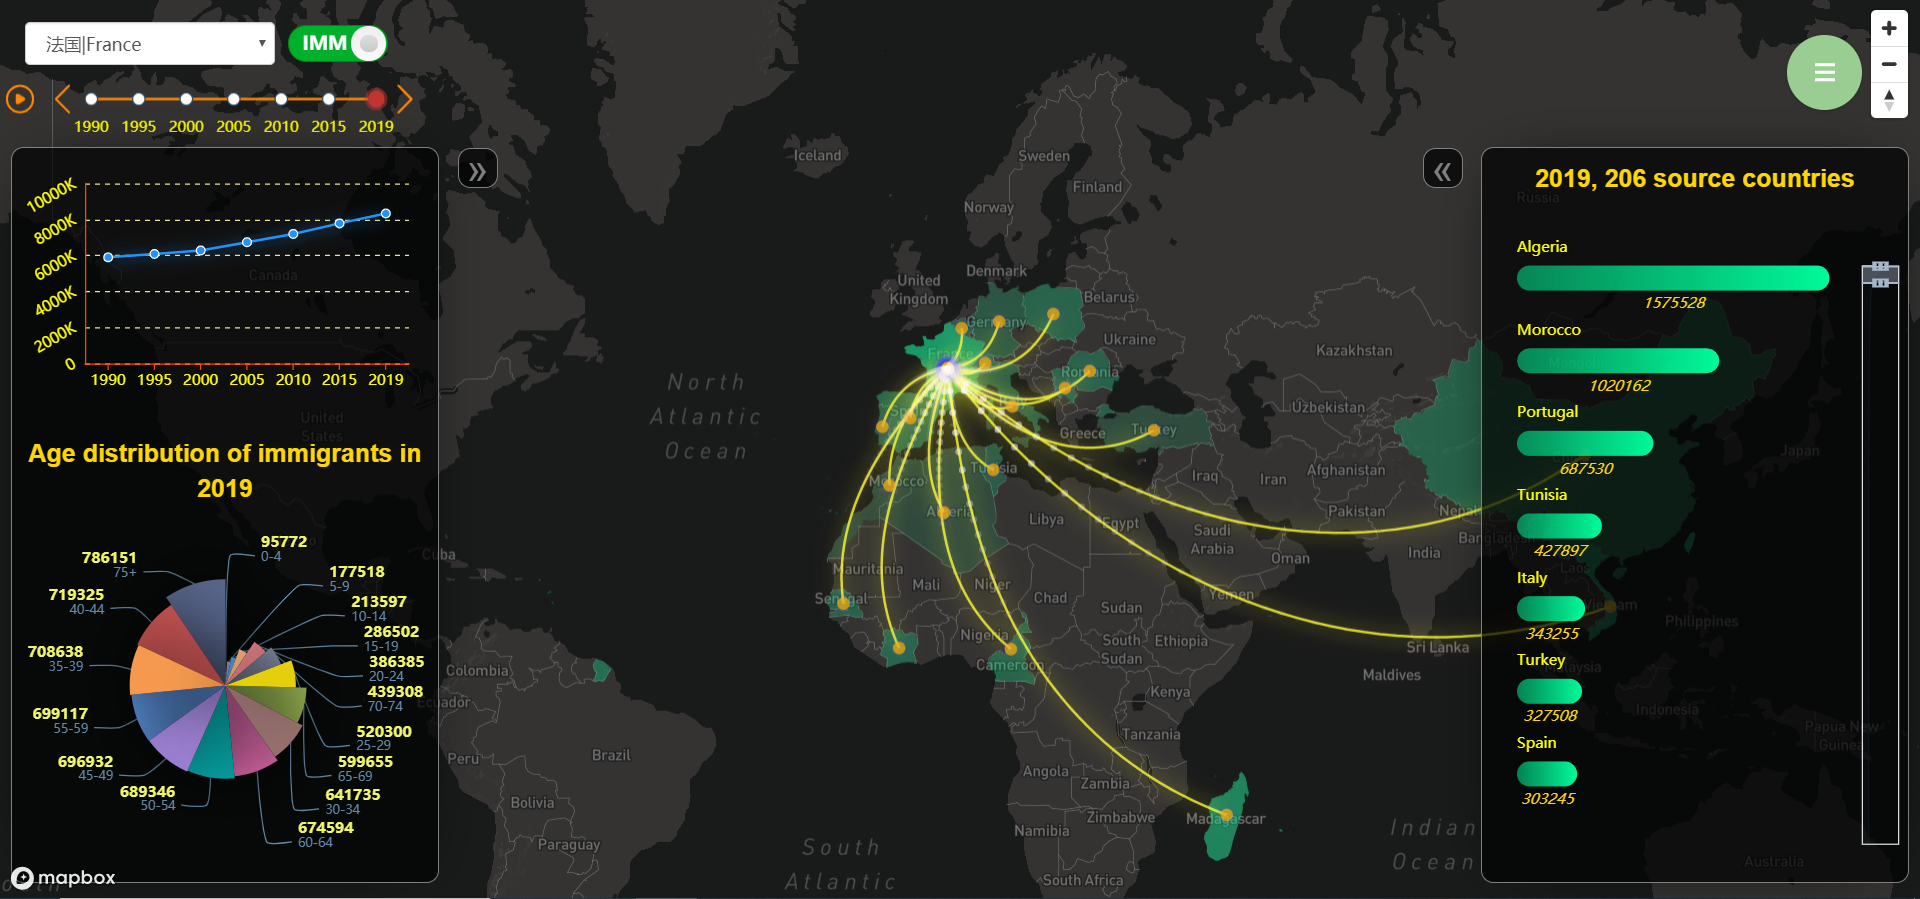 法国|France
IMM
1990 1995 2000 2005 2010 2015 2019
10000K
8000K
6000K
4000K
2000K
0
1990 1995 2000 2005 2010 2015 2019
Age distribution of immigrants in
2019
95772
0-4
177518
5-9
213597
10-14
286502
15-19
386385
20-24
439308
70-74
520300
25-29
599655
65-69
641735
30-34
674594
60-64
689346
50-54
696932
45-49
699117
55-59
708638
35-39
719325
40-44
786151
75+
mapbox
Canada
United
States
Cuba
Colombia
Ecuador
Peru
Brazil
Bolivia
Paraguay
North
Atlantic
Ocean
South
Atlantic
Iceland
Sweden
Finland
Norway
Denmark
United
Kingdom
Belarus
Germany
Ukraine
France
Romania
Kazakhstan
Spain
Uzbekistan
Greece
Turkey
Tunisia
Morocco
Afghanistan
Iraq
Iran
Algeria
Libya
Egypt
Pakistan
Nepal
Saudi
Arabia
India
Bangladesh
Oman
Mauritania
Mali
Niger
Chad
Sudan
Yemen
Senegal
Nigeria
South
Sudan
Ethiopia
Cameroon
Sri Lanka
Maldives
Kenya
Tanzania
Angola
Zambia
Zimbabwe
Namibia
Madagascar
South Africa
Indian
Ocean
2019, 206 source countries
Russia
Algeria
1575528
Morocco
1020162
Portugal
687530
Tunisia
427897
Italy
343255
Turkey
327508
Spain
303245
Mongolia
Japan
Laos
Vietnam
Philippines
Malaysia
Indonesia
Papua New
Guinea
Australia